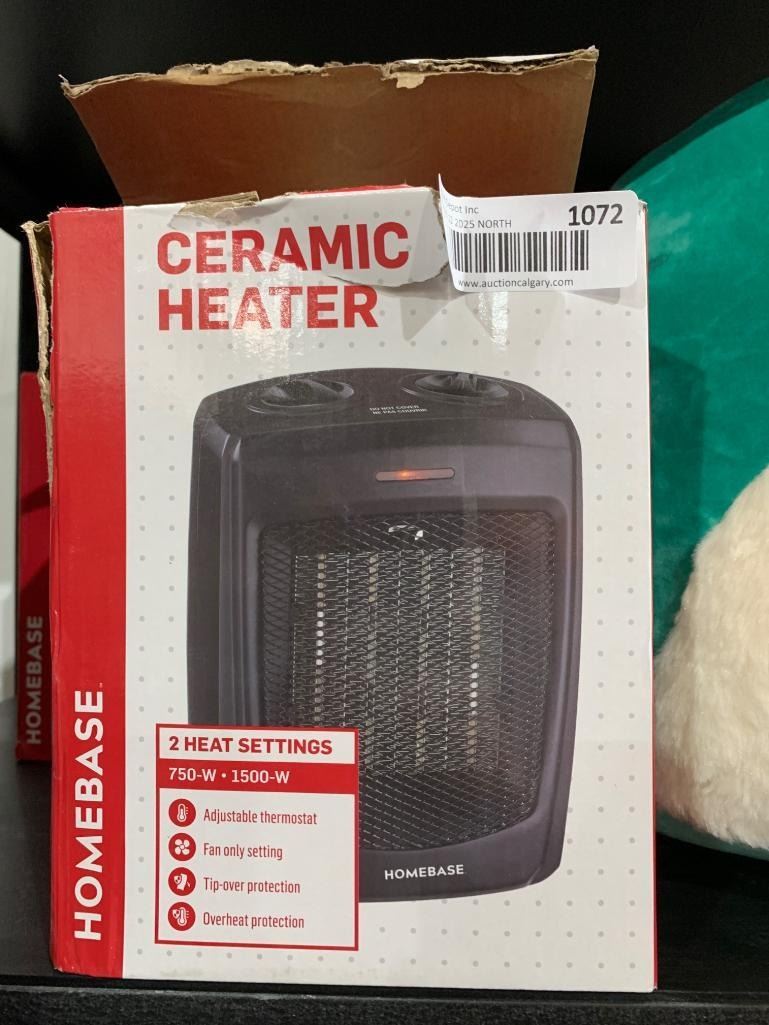 CERAMIC
HEATER
epot Inc
2025 NORTH
1072
www.auctioncalgary.com
DO NOT COVER
NE PAS COUVRIR
2 HEAT SETTINGS
750-W • 1500-W
Adjustable thermostat
Fan only setting
Tip-over protection
Overheat protection
HOMEBASE
HOMEBASE
HOMEBASE